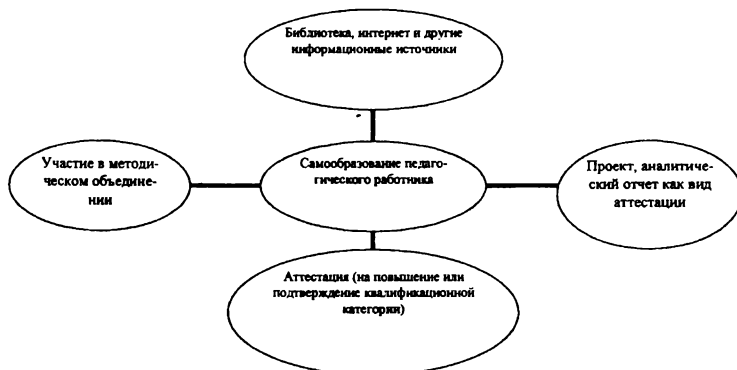 Библиотека, интернет и другие
информационные источники
Участие в методи-
ческом объедине-
нии
Самообразование педаго-
гического работника
Проект, аналитиче-
ский отчет как вид
аттестации
Аттестация (на повышение или
подтверждение квалификационной
категории)